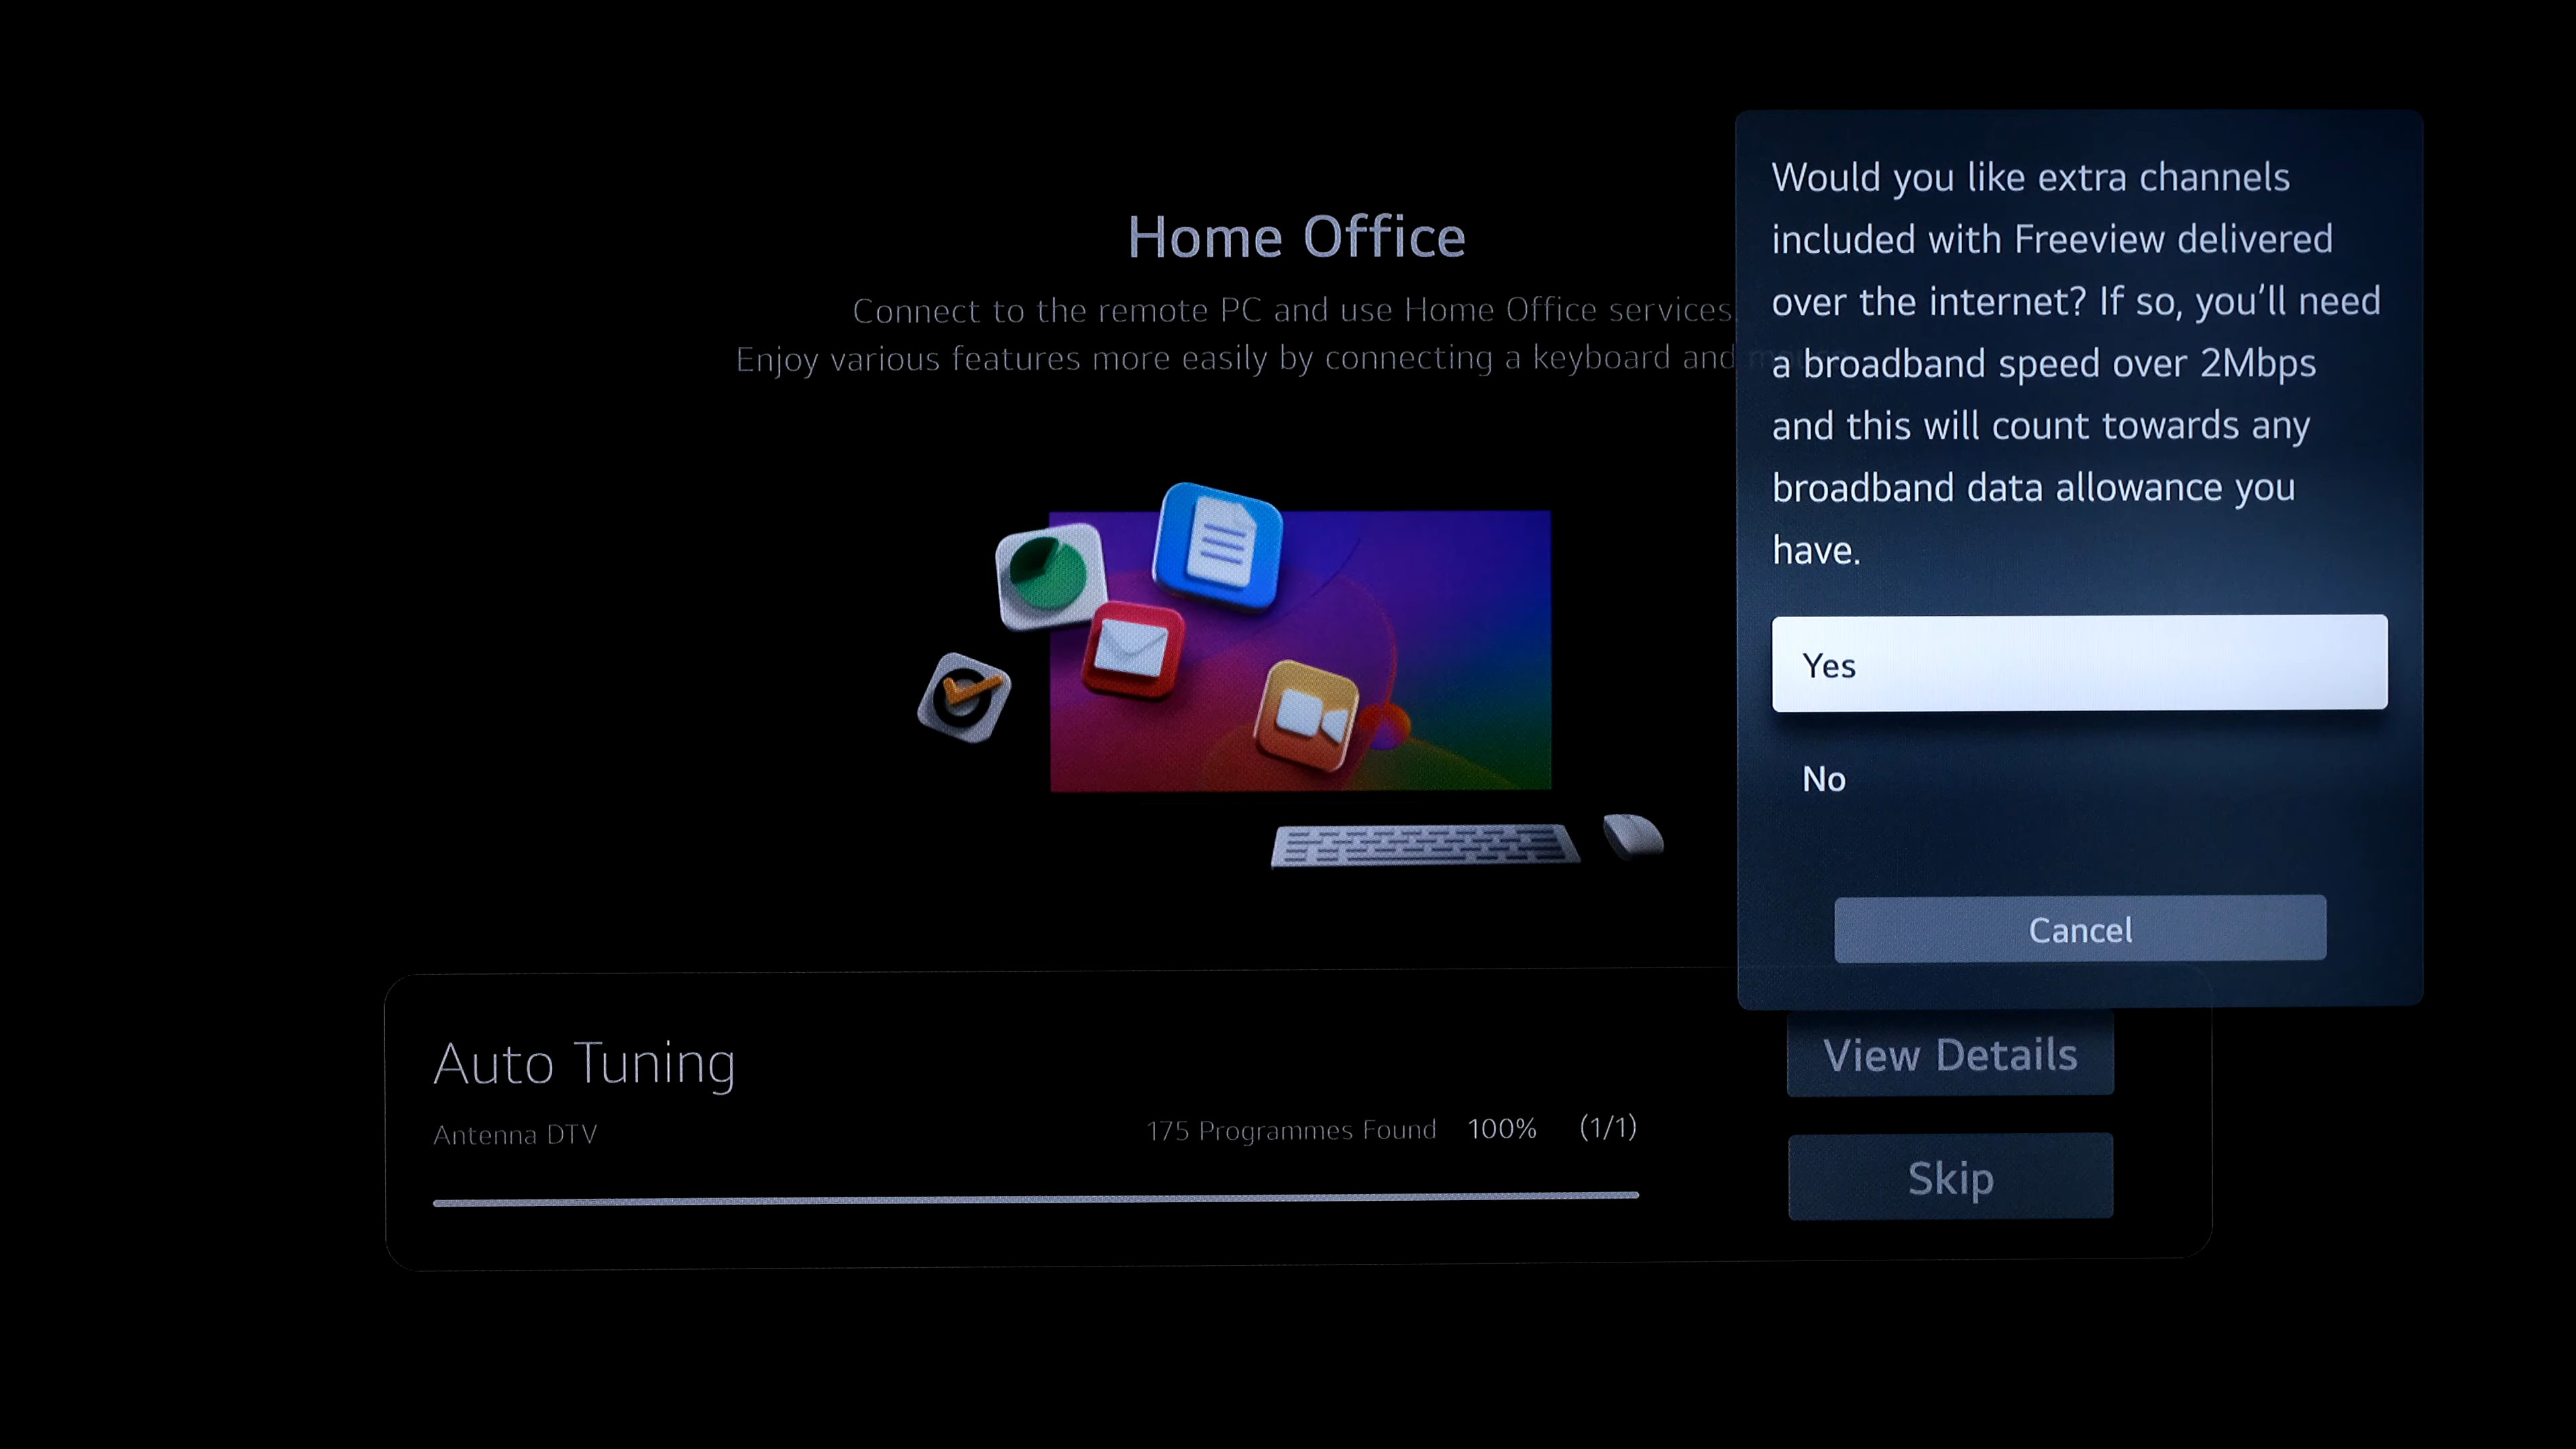 Home Office
Connect to the remote PC and use Home Office services
Enjoy various features more easily by connecting a keyboard and
Would you like extra channels
included with Freeview delivered
over the internet? If so, you'll need
a broadband speed over 2Mbps
and this will count towards any
broadband data allowance you
have.
Yes
No
Cancel
Auto Tuning
Antenna DTV
175 Programmes Found 100% (1/1)
View Details
Skip